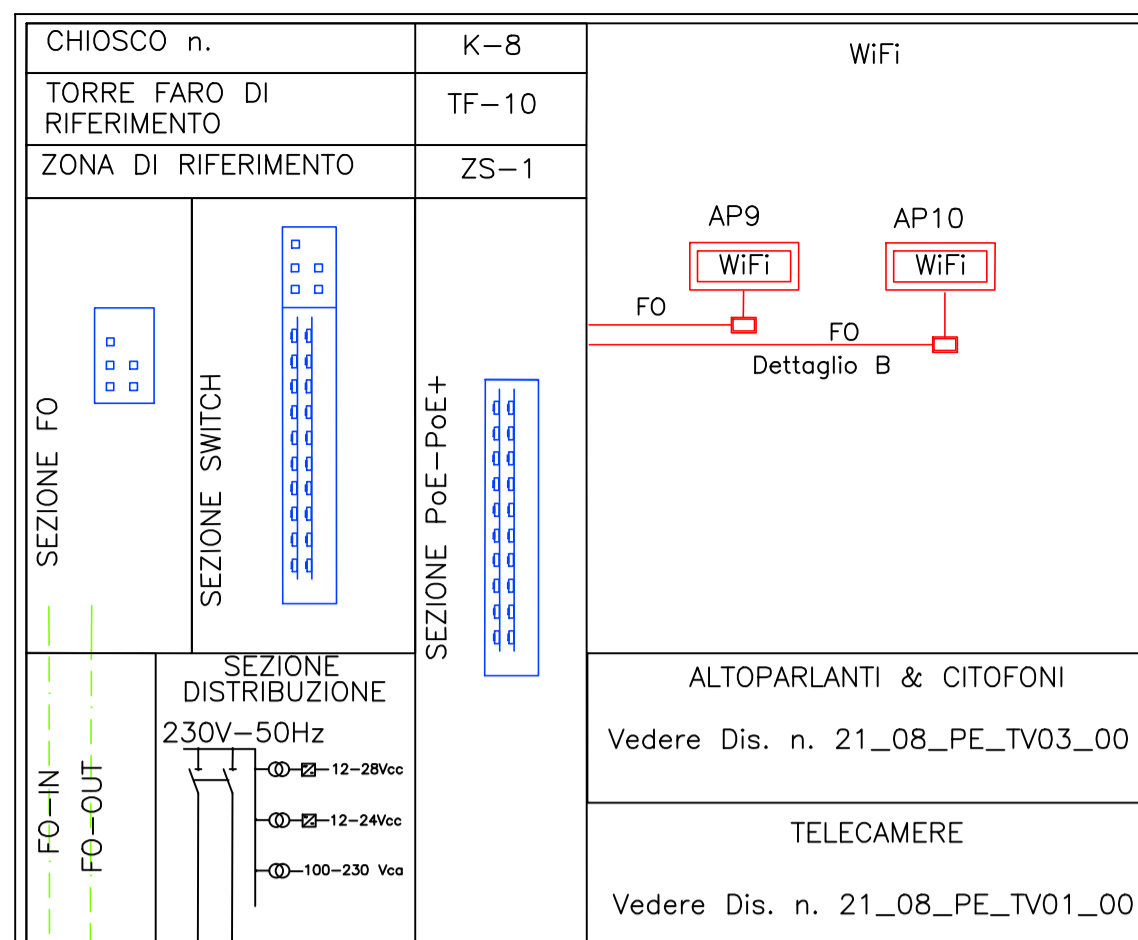 CHIOSCO n.
K-8
TORRE FARO DI
RIFERIMENTO
TF-10
ZONA DI RIFERIMENTO
ZS-1
WiFi
AP9
AP10
WiFi
WiFi
FO
FO
Dettaglio B
SEZIONE FO
SEZIONE SWITCH
SEZIONE PoE-PoE+
SEZIONE
DISTRIBUZIONE
230V-50Hz
12-28Vcc
12-24Vcc
100-230 Vca
FO-IN
FO-OUT
ALTOPARLANTI & CITOFONI
Vedere Dis. n. 21_08_PE_TV03_00
TELECAMERE
Vedere Dis. n. 21_08_PE_TV01_00